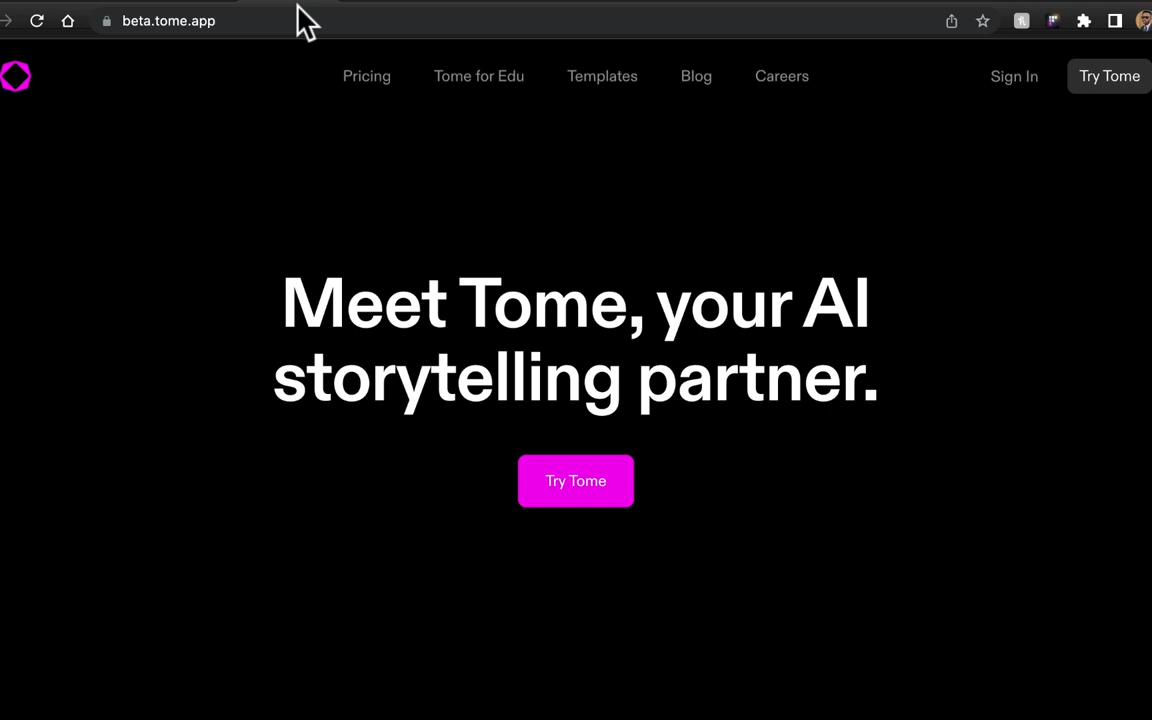 beta.tome.app
Pricing
Tome for Edu
Templates
Blog
Careers
Sign In
Try Tome
Meet Tome, your AI
storytelling partner.
Try Tome